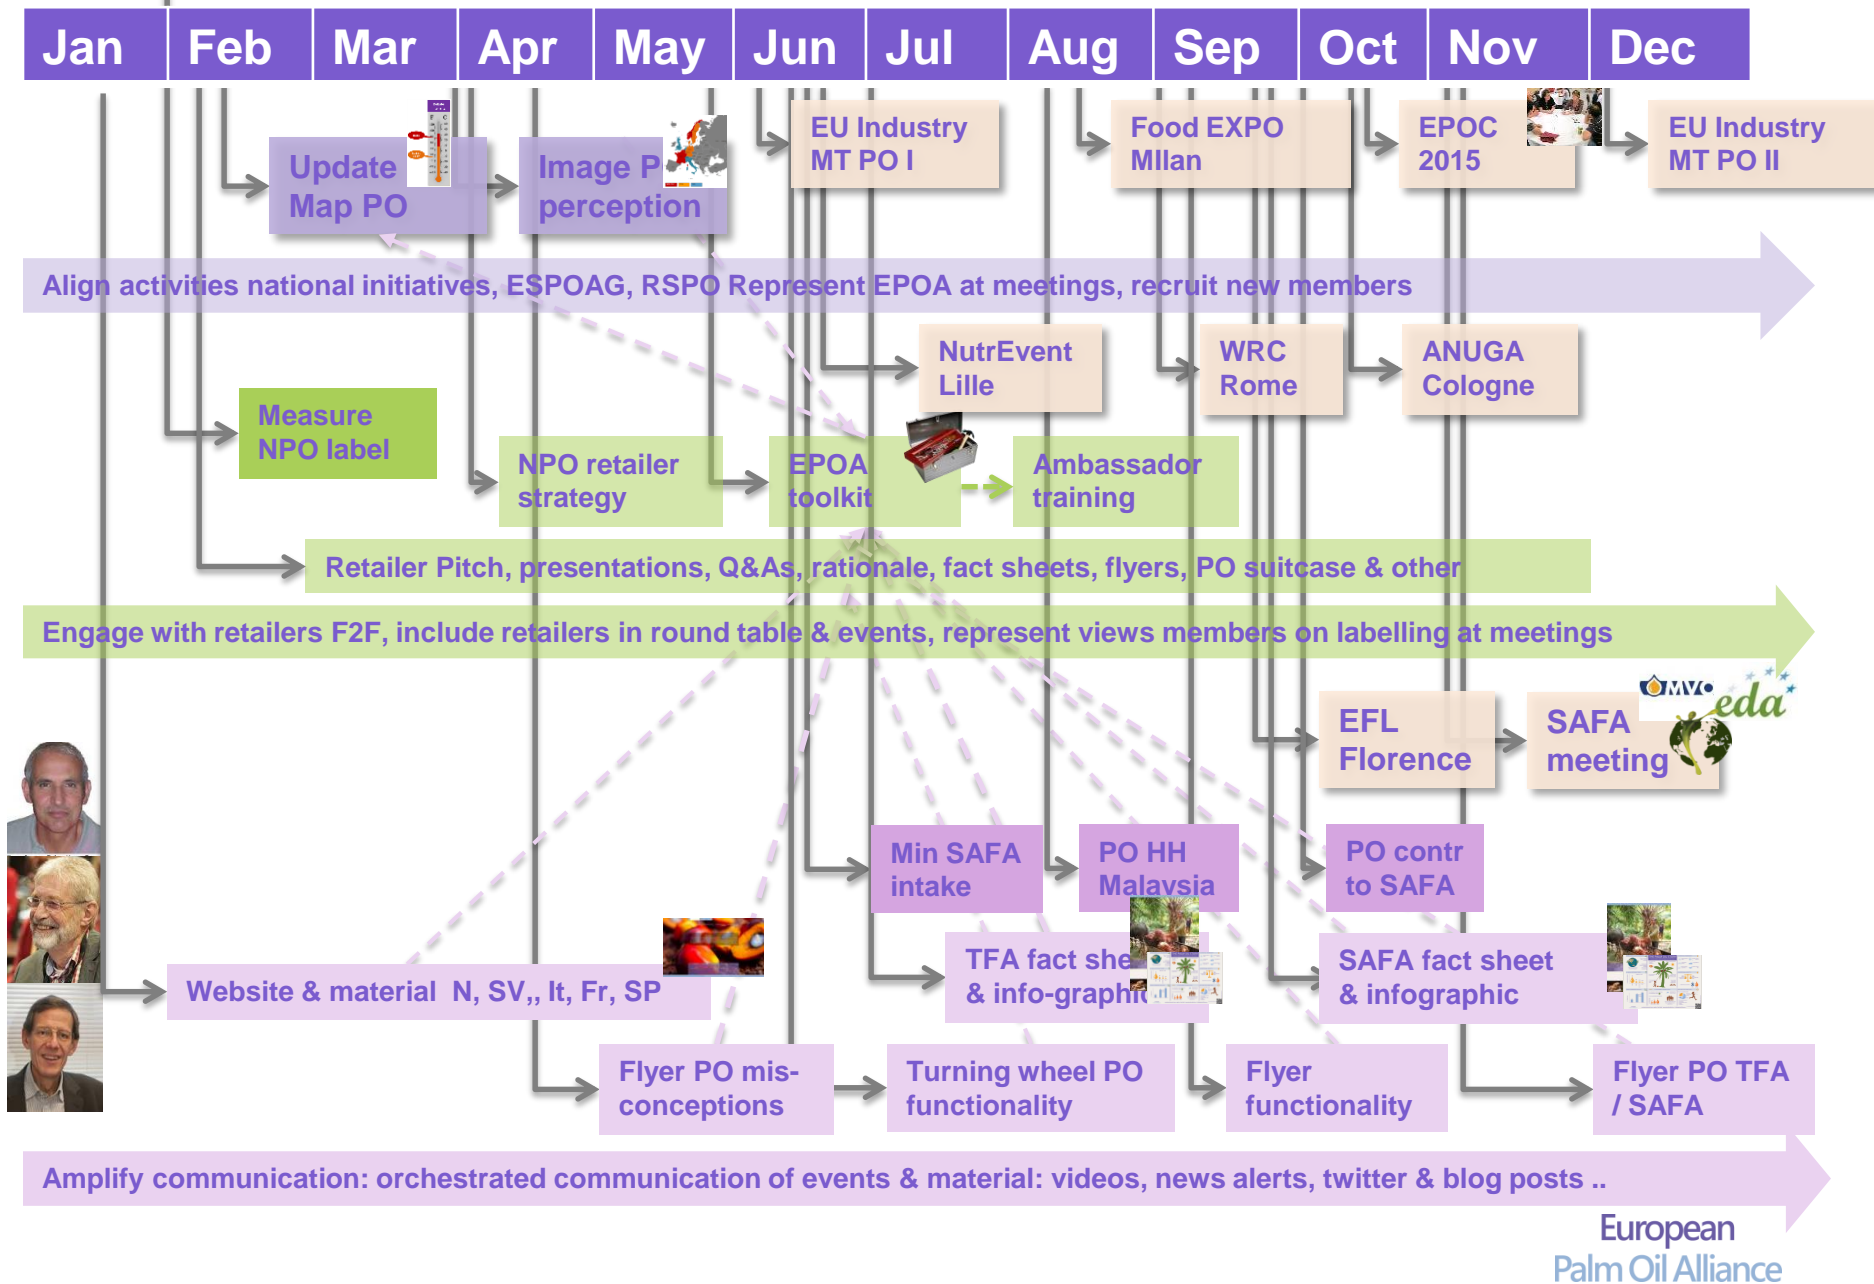 Jan Feb Mar Apr May Jun Jul Aug Sep Oct Nov Dec
EU Industry
MT PO I
Food EXPO
MIlan
EPOC
2015
EU Industry
MT PO II
Update
Map PO
Image P
perception
Align activities national initiatives, ESPOAG, RSPO Represent EPOA at meetings, recruit new members
NutrEvent
Lille
WRC
Rome
ANUGA
Cologne
Measure
NPO label
NPO retailer
strategy
EPOA
toolkit
Ambassador
training
Retailer Pitch, presentations, Q&As, rationale, fact sheets, flyers, PO suitcase & other
Engage with retailers F2F, include retailers in round table & events, represent views members on labelling at meetings
EFL
Florence
SAFA
meeting
MVO
eda
Min SAFA
intake
PO HH
Malaysia
PO contr
to SAFA
Website & material  N, SV,, It, Fr, SP
TFA fact she
& info-graphic
SAFA fact sheet
& infographic
Flyer PO mis-
conceptions
Turning wheel PO
functionality
Flyer
functionality
Flyer PO TFA
/ SAFA
Amplify communication: orchestrated communication of events & material: videos, news alerts, twitter & blog posts ..
European
Palm Oil Alliance